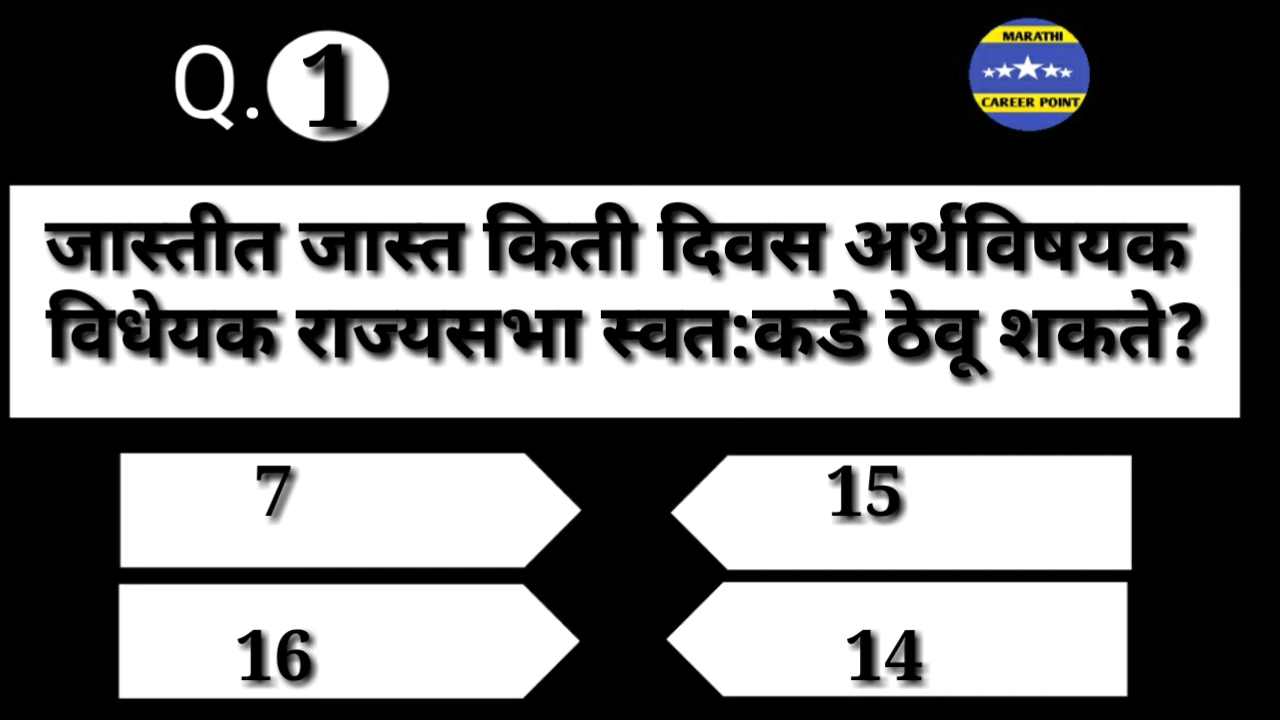 Q. 1
MARATHI
CAREER POINT
जास्तीत जास्त किती दिवस अर्थविषयक
विधेयक राज्यसभा स्वत:कडे ठेवू शकते?
7
15
16
14